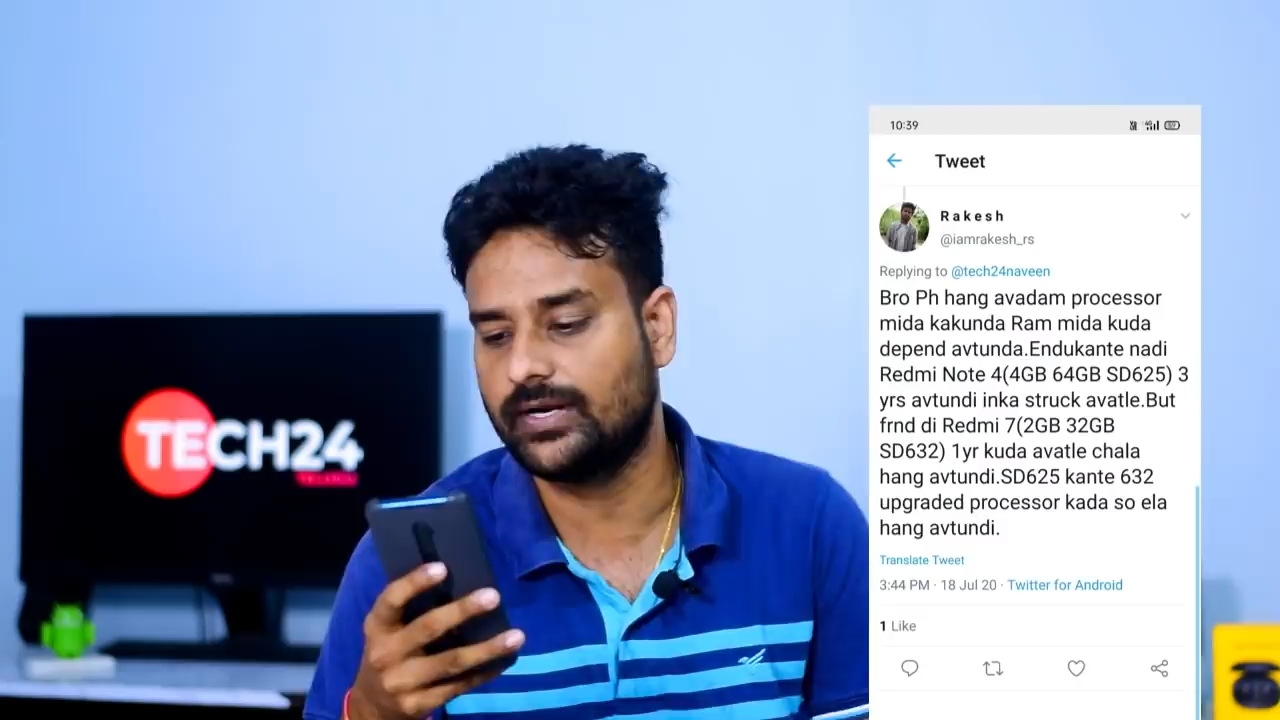 TECH24
TELUGU
10:39
Tweet
Rakesh
@iamrakesh_rs
Replying to @tech24naveen
Bro Ph hang avadam processor
mida kakunda Ram mida kuda
depend avtunda.Endukante nadi
Redmi Note 4(4GB 64GB SD625) 3
yrs avtundi inka struck avatle.But
frnd di Redmi 7(2GB 32GB
SD632) 1yr kuda avatle chala
hang avtundi.SD625 kante 632
upgraded processor kada so ela
hang avtundi.
Translate Tweet
3:44 PM · 18 Jul 20 · Twitter for Android
1 Like